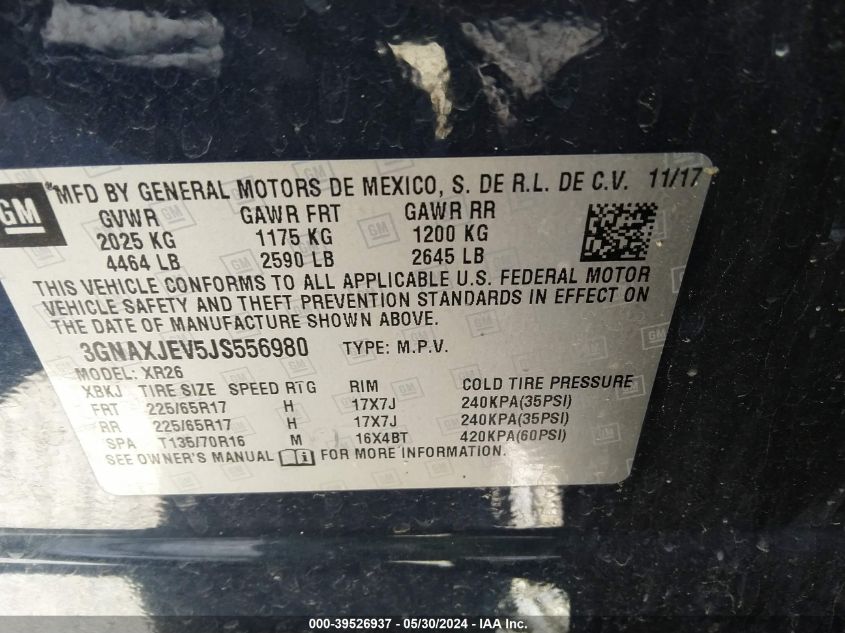 GM
MFD BY GENERAL MOTORS DE MEXICO, S. DE R.L. DE C.V. 11/17
GVWR GAWR FRT GAWR RR
2025 KG 1175 KG 1200 KG
4464 LB 2590 LB 2645 LB
THIS VEHICLE CONFORMS TO ALL APPLICABLE U.S. FEDERAL MOTOR
VEHICLE SAFETY AND THEFT PREVENTION STANDARDS IN EFFECT ON
THE DATE OF MANUFACTURE SHOWN ABOVE.
3GNAXJEV5JS556980 TYPE: M.P.V.
MODEL: XR26
XBKJ TIRE SIZE SPEED RTG RIM COLD TIRE PRESSURE
FRT 225/65R17 H 17X7J 240KPA(35PSI)
RR 225/65R17 H 17X7J 240KPA(35PSI)
SPA T135/70R16 M 16X4BT 420KPA(60PSI)
SEE OWNER'S MANUAL FOR MORE INFORMATION.
000-39526937 - 05/30/2024 - IAA Inc.